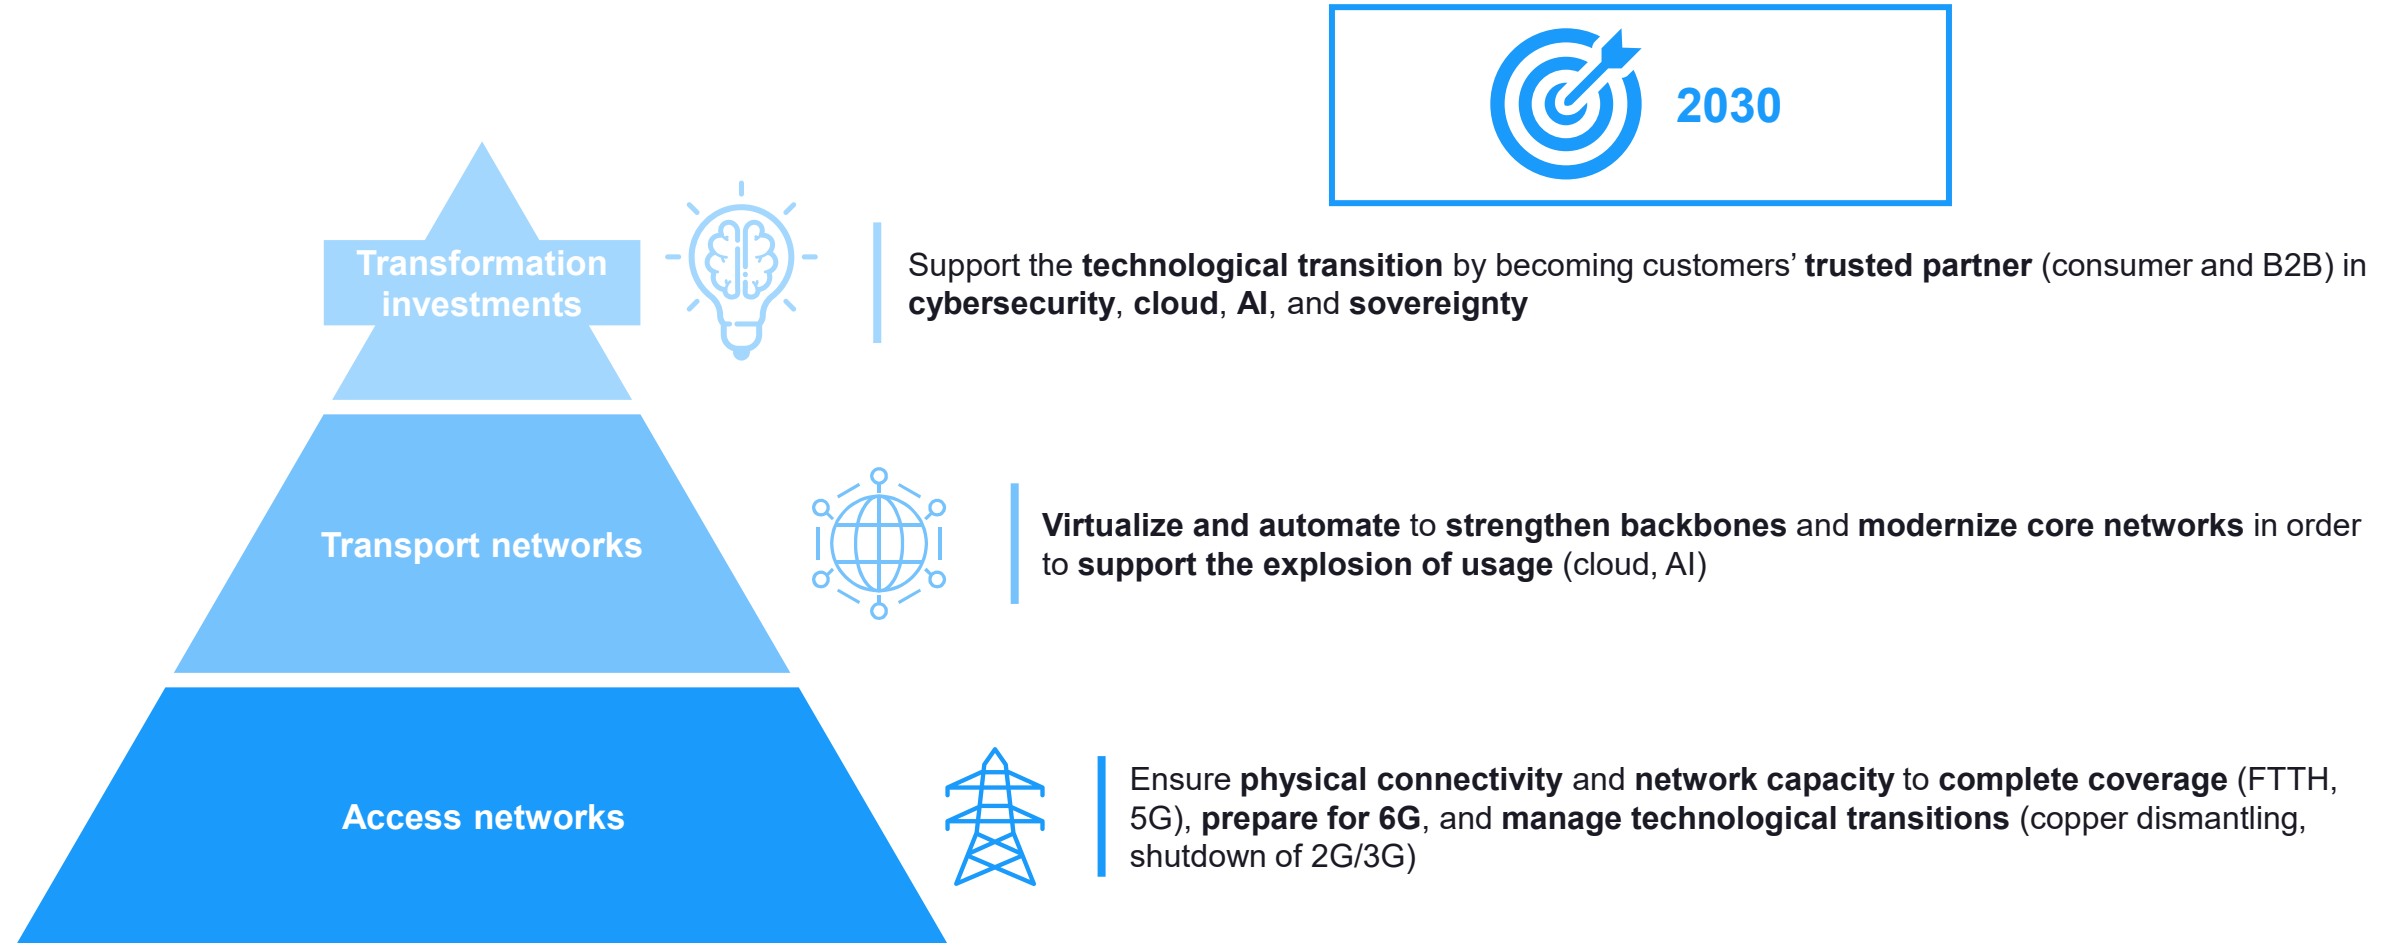 2030
Transformation
investments
Support the technological transition by becoming customers’ trusted partner (consumer and B2B) in
cybersecurity, cloud, AI, and sovereignty
Transport networks
Virtualize and automate to strengthen backbones and modernize core networks in order
to support the explosion of usage (cloud, AI)
Access networks
Ensure physical connectivity and network capacity to complete coverage (FTTH,
5G), prepare for 6G, and manage technological transitions (copper dismantling,
shutdown of 2G/3G)